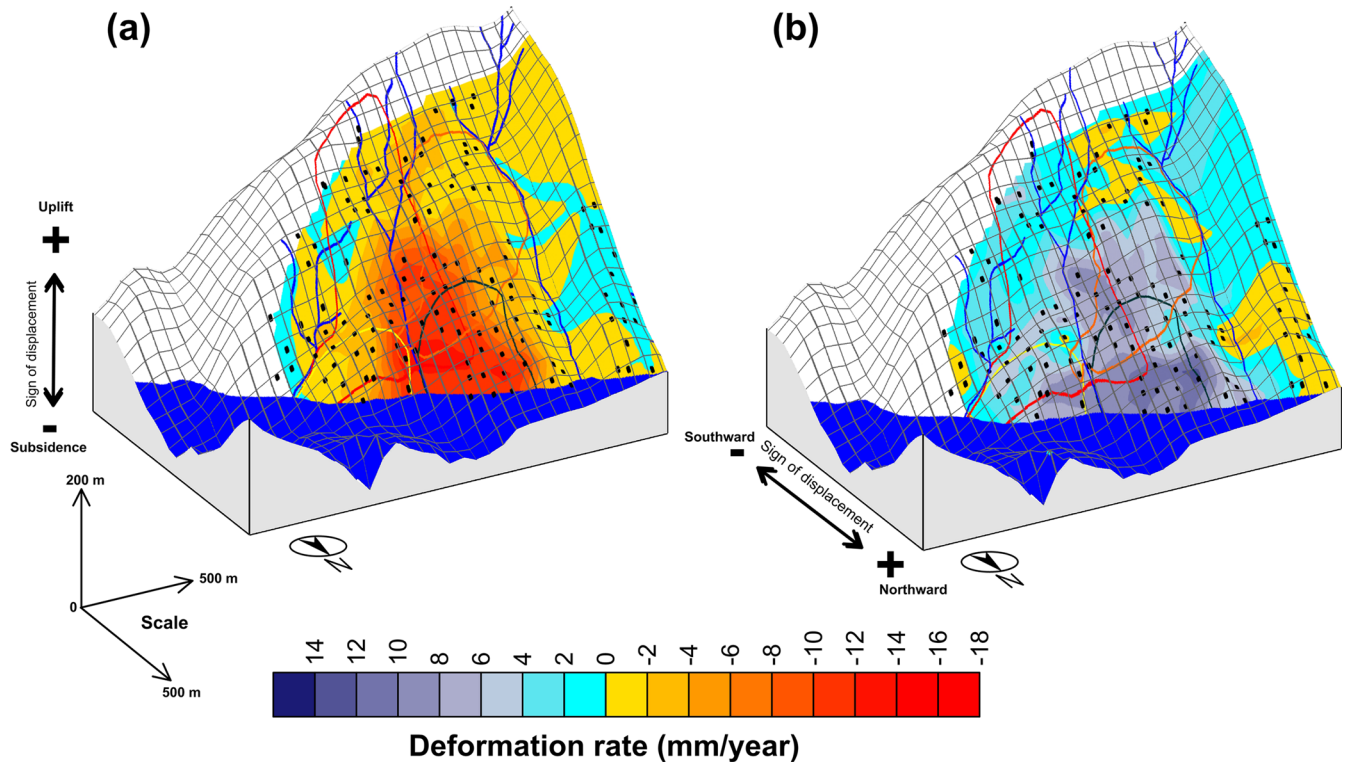 (a)
(b)
Uplift
+
Sign of displacement
-
Subsidence
200 m
0
500 m
Scale
500 m
N
Southward
-
Sign of displacement
+
Northward
N
14 12 10 8 6 4 2 0 -2 -4 -6 -8 -10 -12 -14 -16 -18
Deformation rate (mm/year)